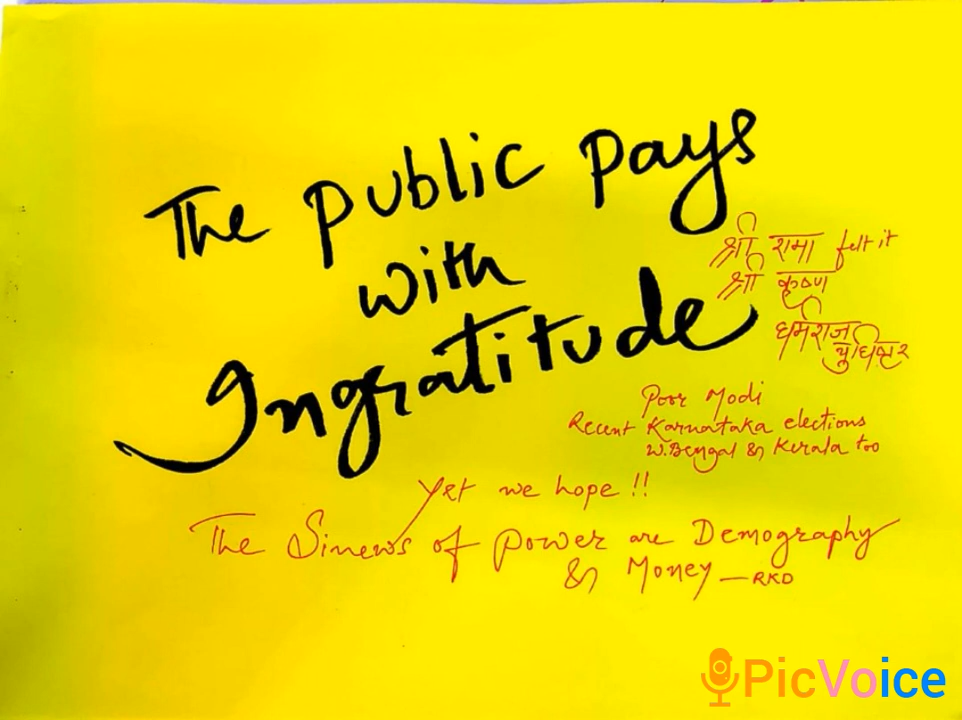 The public pays
with
Ingratitude
श्री रामा felt it
श्री कृष्ण
धर्मराज
युधिष्ठिर
Poor Modi
Recent Karnataka elections
W. Bengal & Kerala too
Yet we hope !!
The Sinews of power are Demography
& Money — RKD
PicVoice